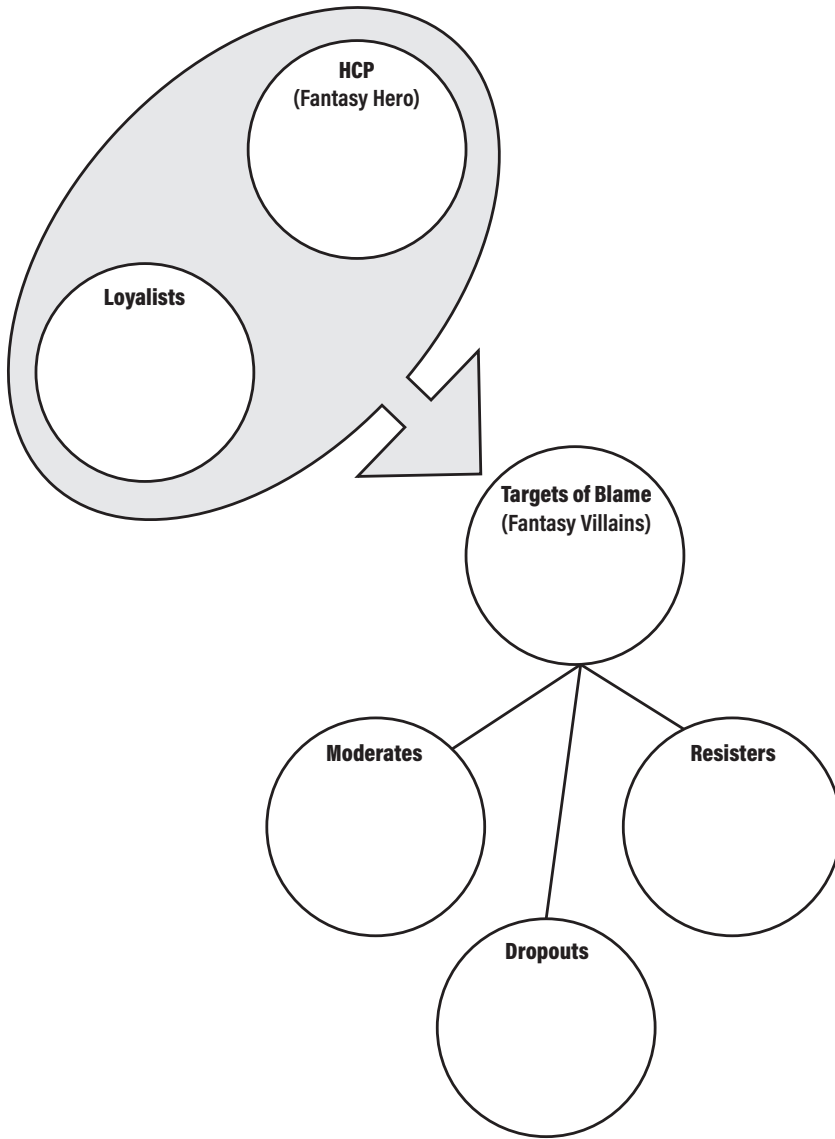 HCP
(Fantasy Hero)
Loyalists
Targets of Blame
(Fantasy Villains)
Moderates
Resisters
Dropouts